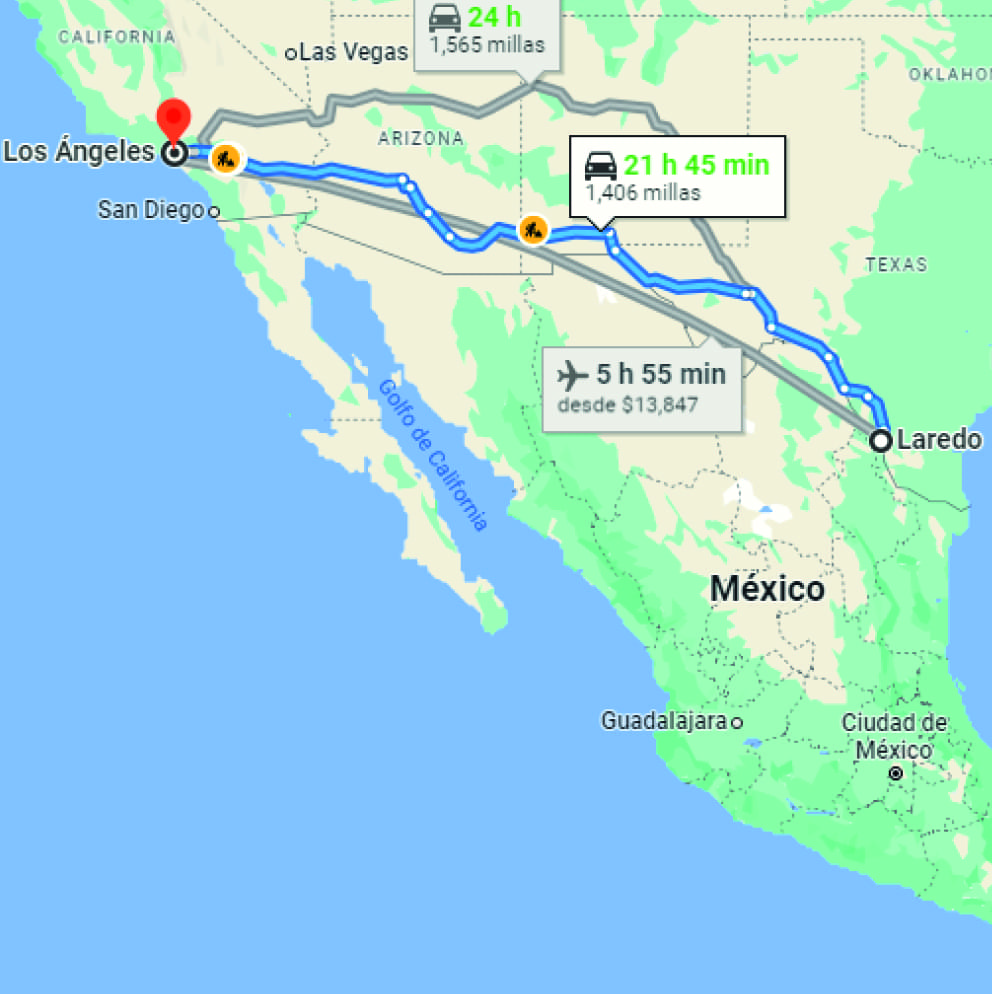 24 h
1,565 millas
CALIFORNIA
Las Vegas
OKLAHO
ARIZONA
Los Ángeles
21 h 45 min
1,406 millas
San Diego
TEXAS
5 h 55 min
desde $13,847
Golfo de California
Laredo
México
Guadalajara
Ciudad de
México